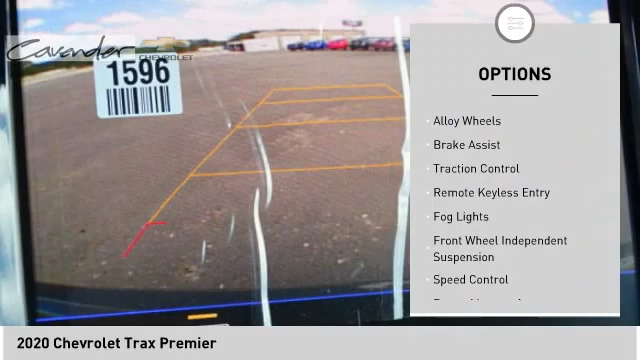 Cavender
CHEVROLET
1596
OPTIONS
Alloy Wheels
Brake Assist
Traction Control
Remote Keyless Entry
Fog Lights
Front Wheel Independent
Suspension
Speed Control
2020 Chevrolet Trax Premier